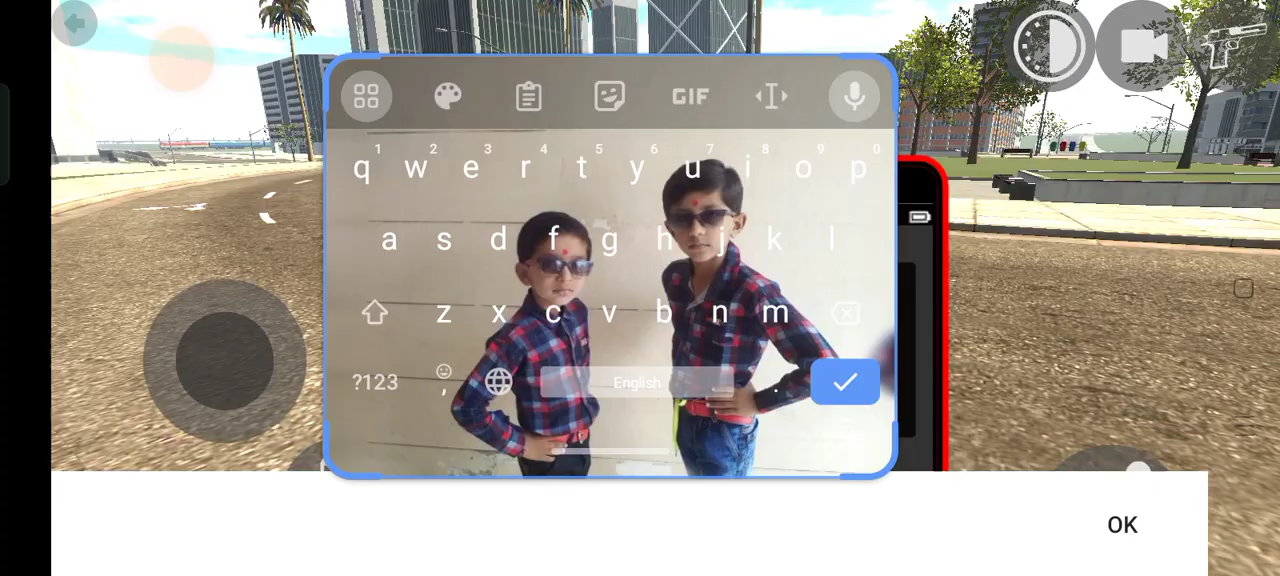 GIF
1 2 3 4 5 6 7 8 9 0
q w e r t y u i o p
a s d f g h j k l
z x c v b n m
?123 , English .
OK